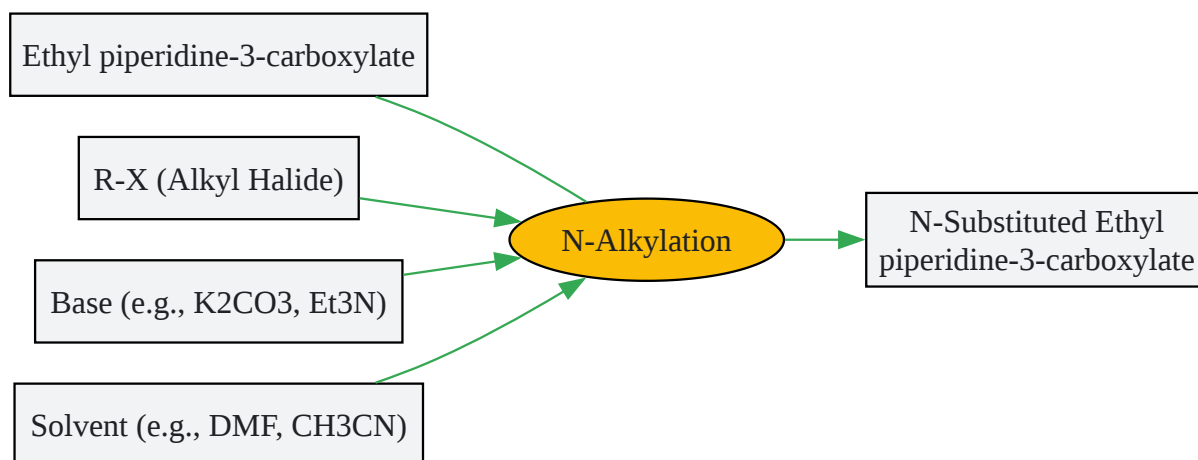 Ethyl piperidine-3-carboxylate
R-X (Alkyl Halide)
Base (e.g., K2CO3, Et3N)
Solvent (e.g., DMF, CH3CN)
N-Alkylation
N-Substituted Ethyl
piperidine-3-carboxylate